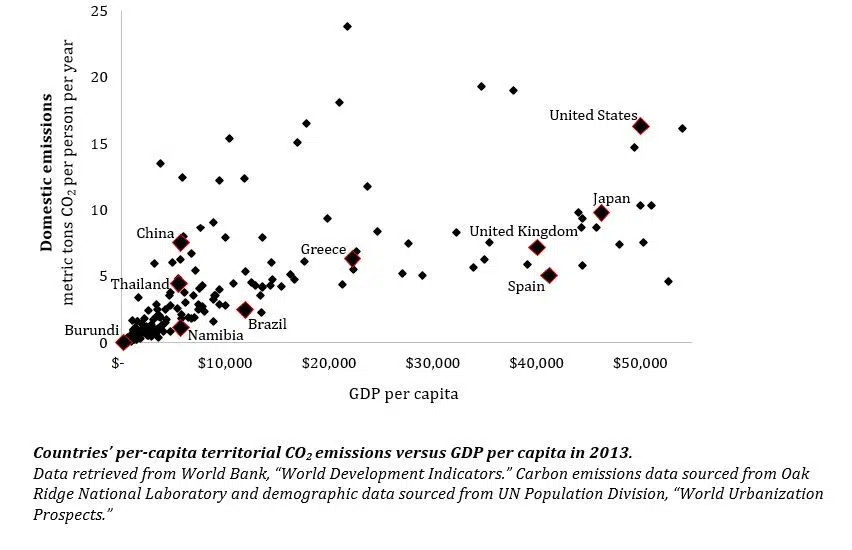 25
20
15
10
5
0
Domestic emissions
metric tons CO₂ per person per year
United States
Japan
China
United Kingdom
Greece
Thailand
Spain
Burundi
Brazil
Namibia
$-
$10,000
$20,000
$30,000
$40,000
$50,000
GDP per capita
Countries’ per-capita territorial CO₂ emissions versus GDP per capita in 2013.
Data retrieved from World Bank, “World Development Indicators.” Carbon emissions data sourced from Oak
Ridge National Laboratory and demographic data sourced from UN Population Division, “World Urbanization
Prospects.”